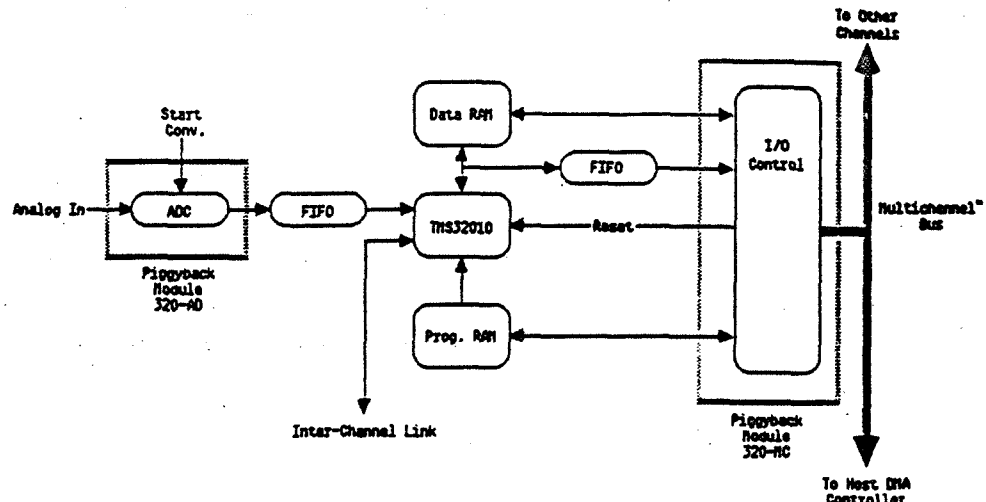 To Other
Channels
Start
Conv.
Data RAM
I/O
Control
FIFO
Analog In
ADC
FIFO
TMS32010
Reset
Multichannel™
Bus
Piggyback
Module
320-AD
Prog. RAM
Inter-Channel Link
Piggyback
Module
320-MC
To Host DMA
Controller